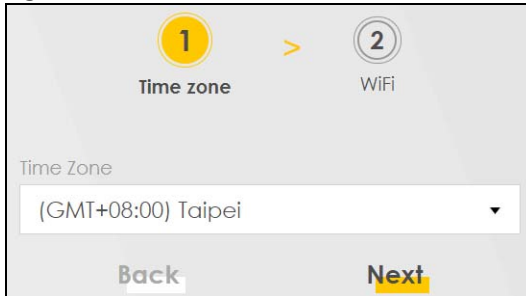 1 > 2
Time zone WiFi
Time Zone
(GMT+08:00) Taipei
Back Next